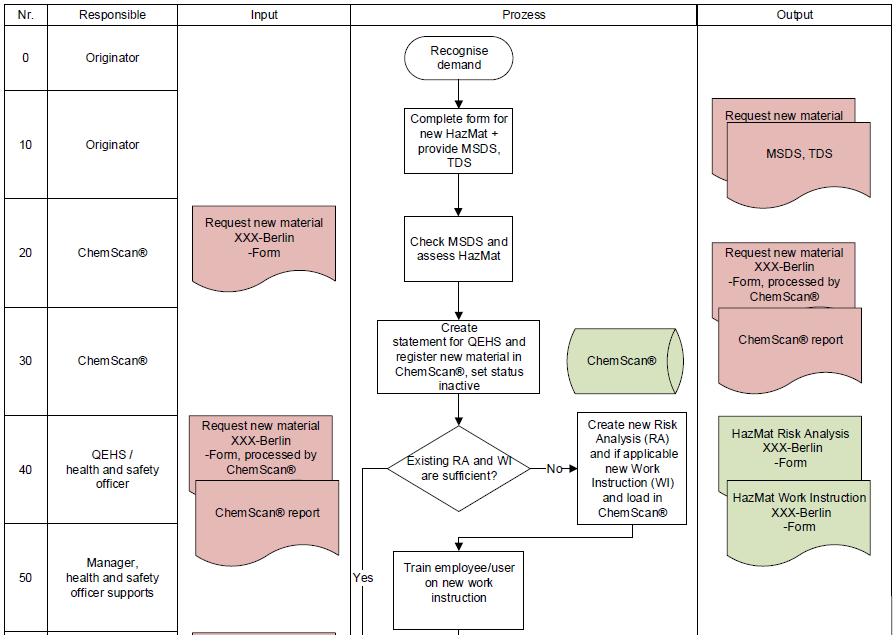 Nr.
Responsible
Input
Prozess
Output
0
Originator
Recognise
demand
10
Originator
Complete form for
new HazMat +
provide MSDS,
TDS
Request new material
MSDS, TDS
20
ChemScan®
Request new material
XXX-Berlin
-Form
Check MSDS and
assess HazMat
Request new material
XXX-Berlin
-Form, processed by
ChemScan®
30
ChemScan®
Create
statement for QEHS and
register new material in
ChemScan®, set status
inactive
ChemScan®
ChemScan® report
40
QEHS /
health and safety
officer
Request new material
XXX-Berlin
-Form, processed by
ChemScan®
ChemScan® report
Existing RA and WI
are sufficient?
No
Create new Risk
Analysis (RA)
and if applicable
new Work
Instruction (WI)
and load in
ChemScan®
HazMat Risk Analysis
XXX-Berlin
-Form
HazMat Work Instruction
XXX-Berlin
-Form
50
Manager,
health and safety
officer supports
Yes
Train employee/user
on new work
instruction